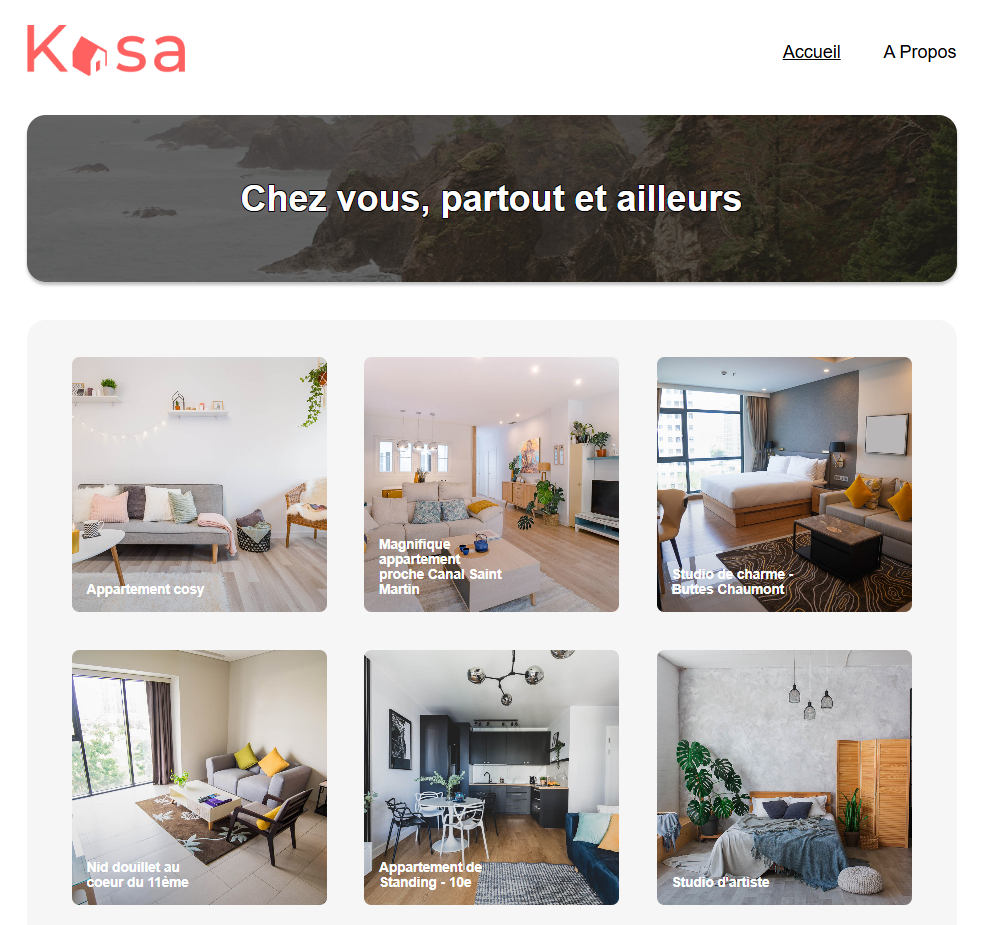 Kasa
Accueil
A Propos
Chez vous, partout et ailleurs
Appartement cosy
Magnifique
appartement
proche Canal Saint
Martin
Studio de charme -
Buttes Chaumont
Nid douillet au
coeur du 11ème
Appartement de
Standing - 10e
Studio d'artiste